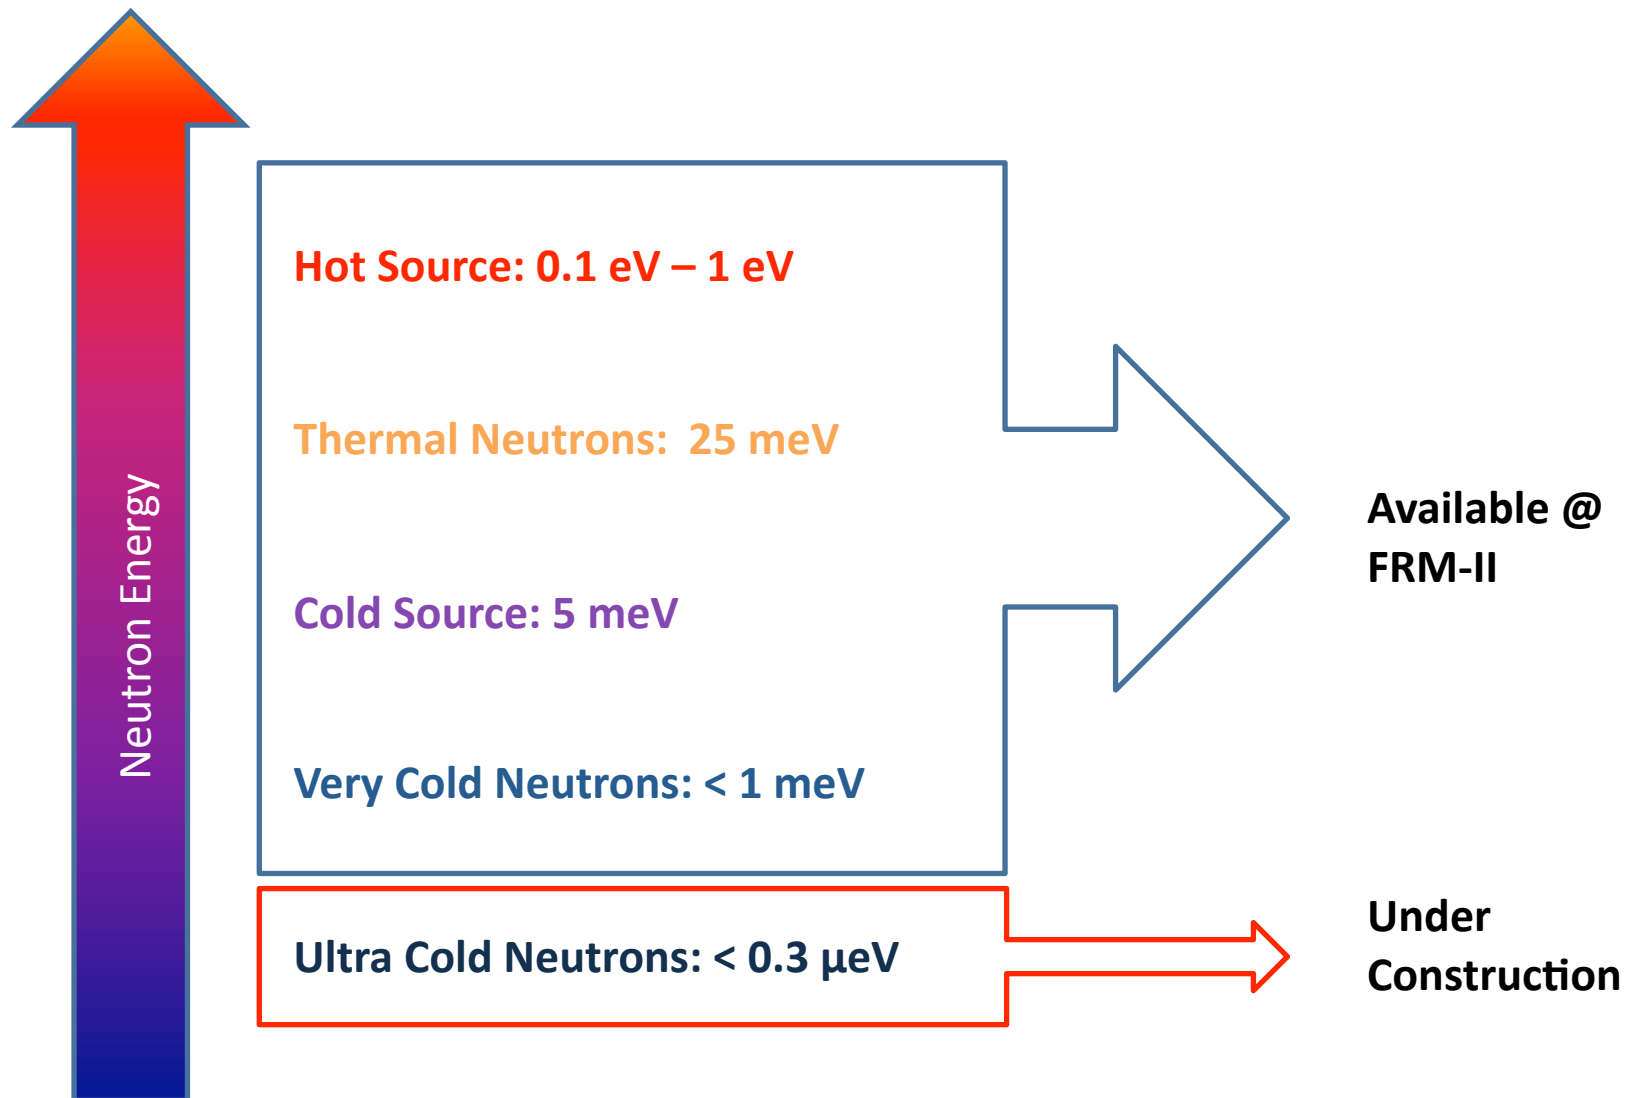 Neutron Energy
Hot Source: 0.1 eV – 1 eV
Thermal Neutrons:  25 meV
Cold Source: 5 meV
Very Cold Neutrons: < 1 meV
Available @
FRM-II
Ultra Cold Neutrons: < 0.3 μeV
Under
Construction